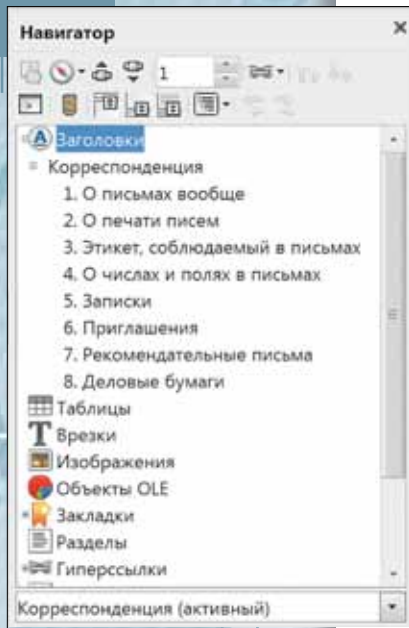 Навигатор
1
Заголовки
Корреспонденция
1. О письмах вообще
2. О печати писем
3. Этикет, соблюдаемый в письмах
4. О числах и полях в письмах
5. Записки
6. Приглашения
7. Рекомендательные письма
8. Деловые бумаги
Таблицы
Врезки
Изображения
Объекты OLE
Закладки
Разделы
Гиперссылки
Корреспонденция (активный)